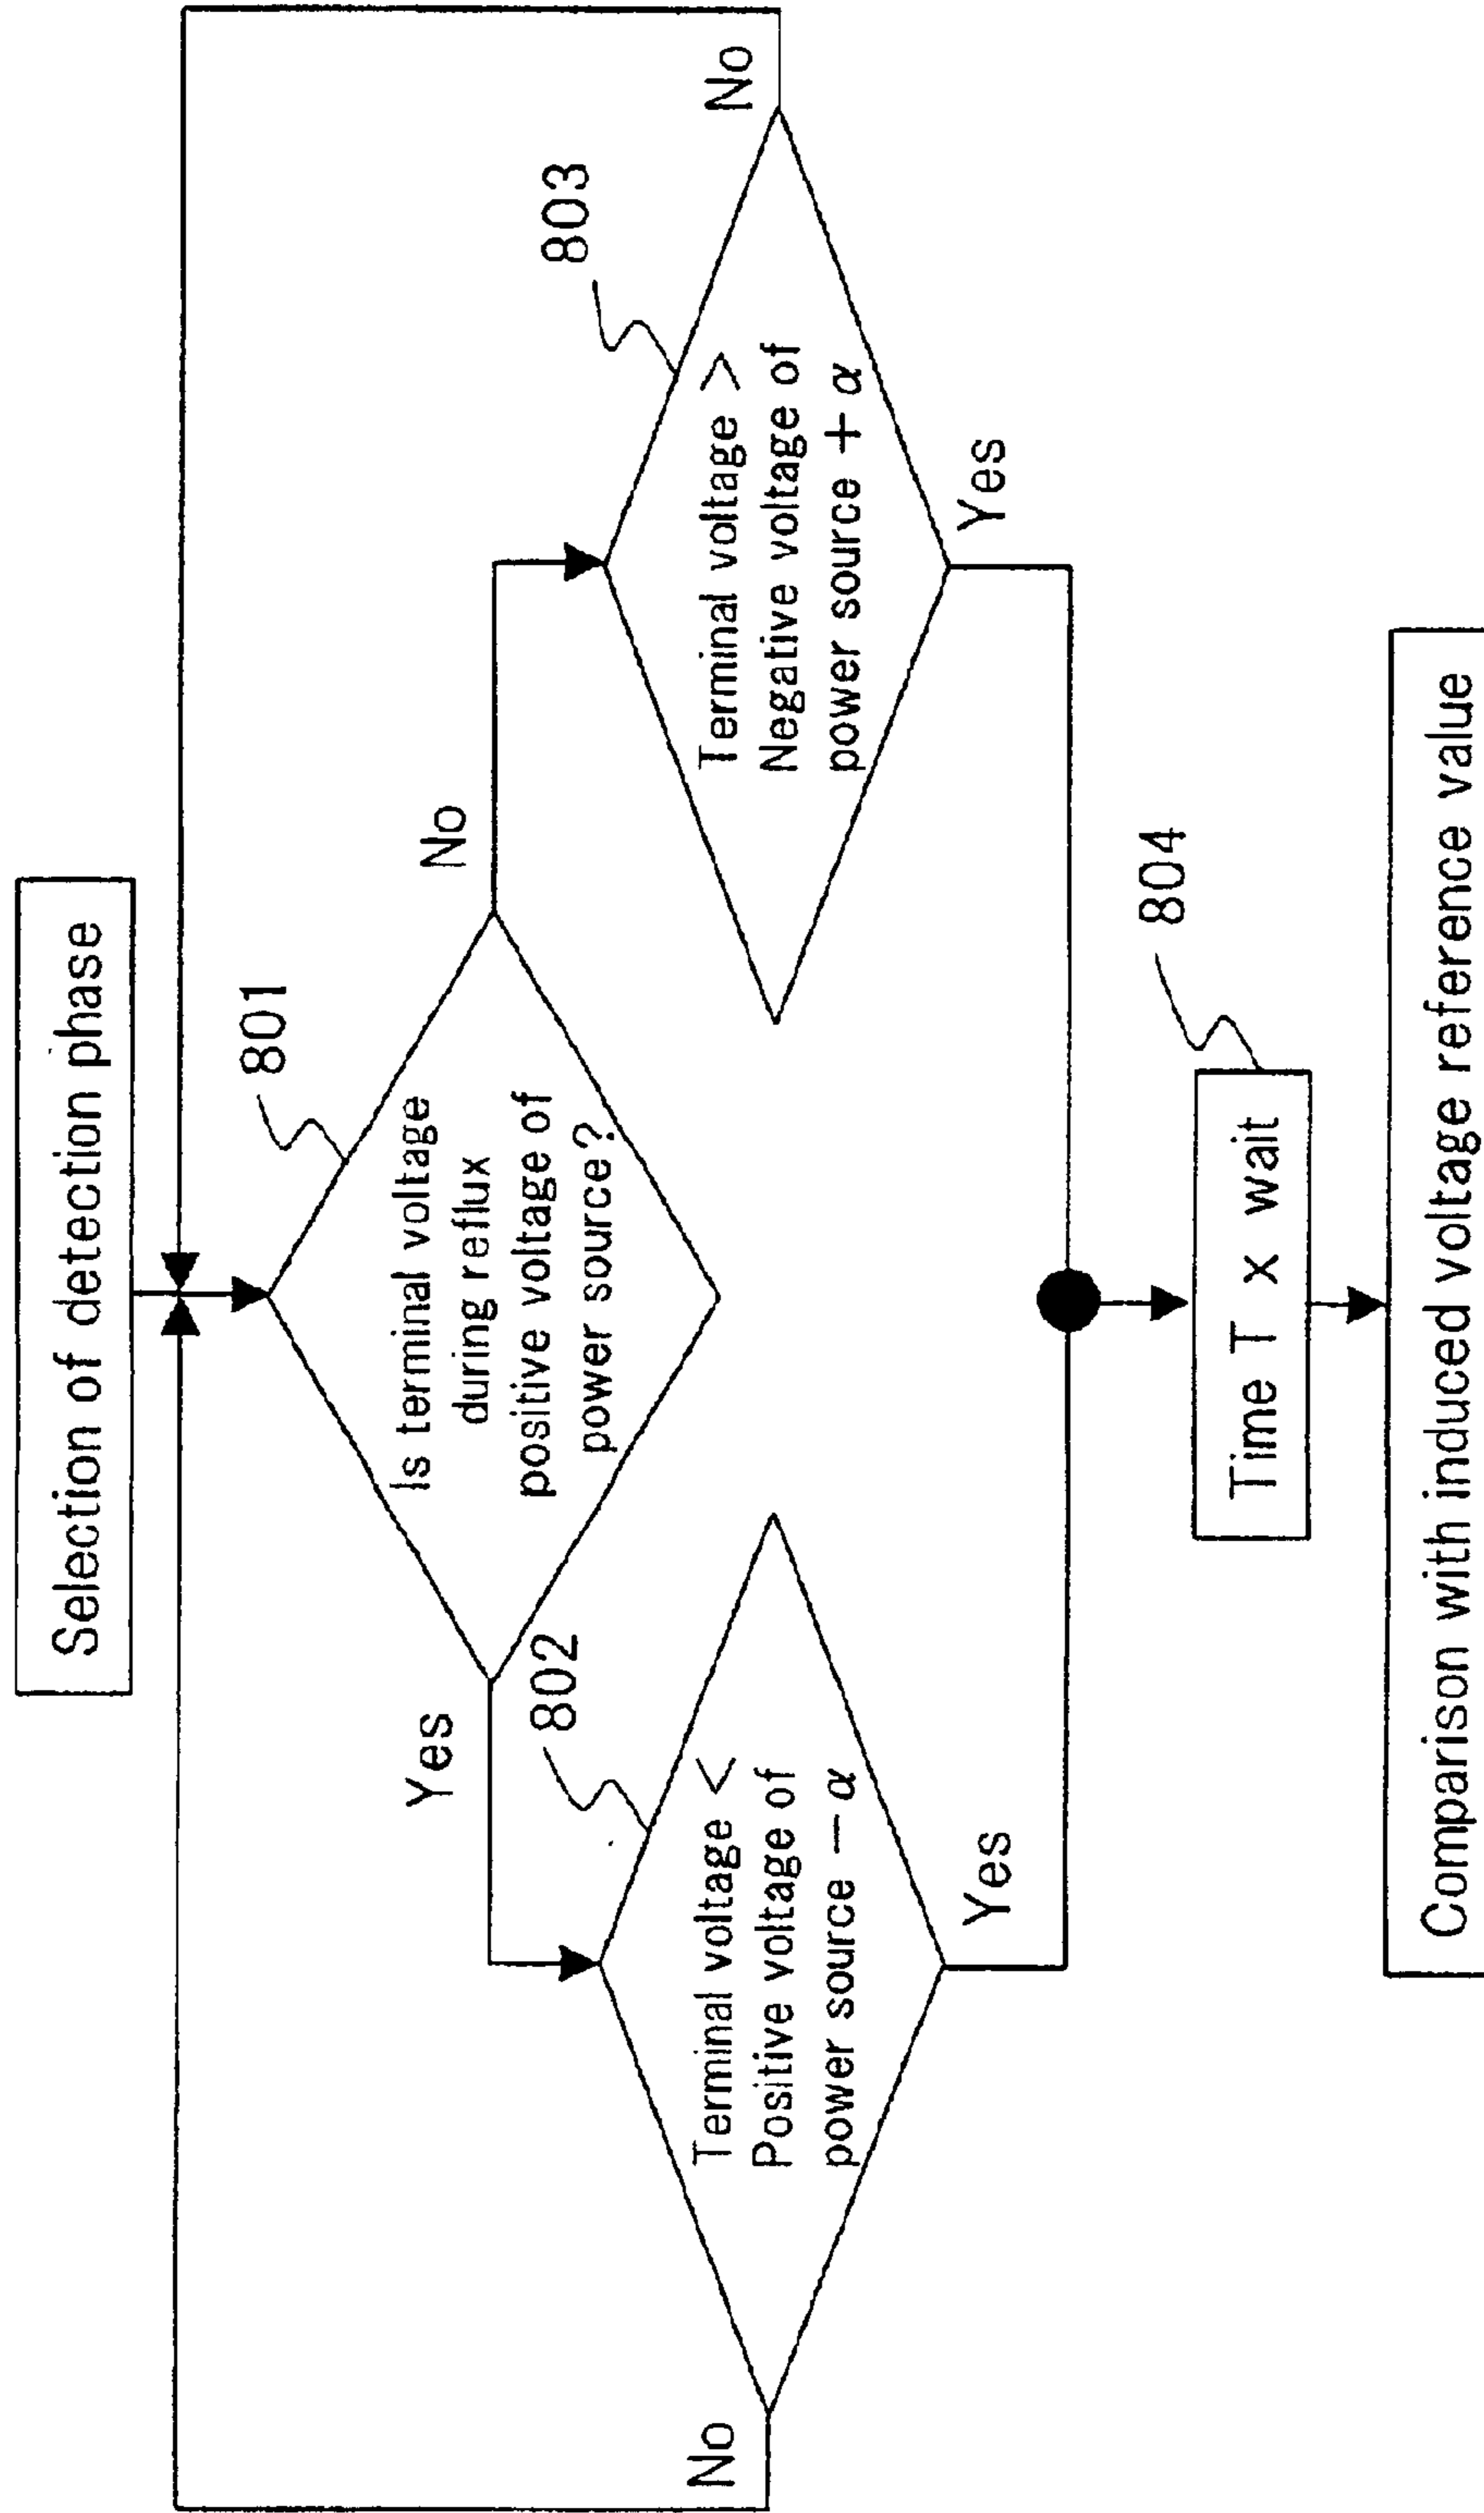 Selection of detection phase
801
Is terminal voltage
during reflux
positive voltage of
power source?
Yes
No
802
Terminal voltage <
Positive voltage of
power source − α
No
Yes
803
Terminal voltage >
Negative voltage of
power source + α
No
Yes
804
Time T x wait
Comparison with induced voltage reference value